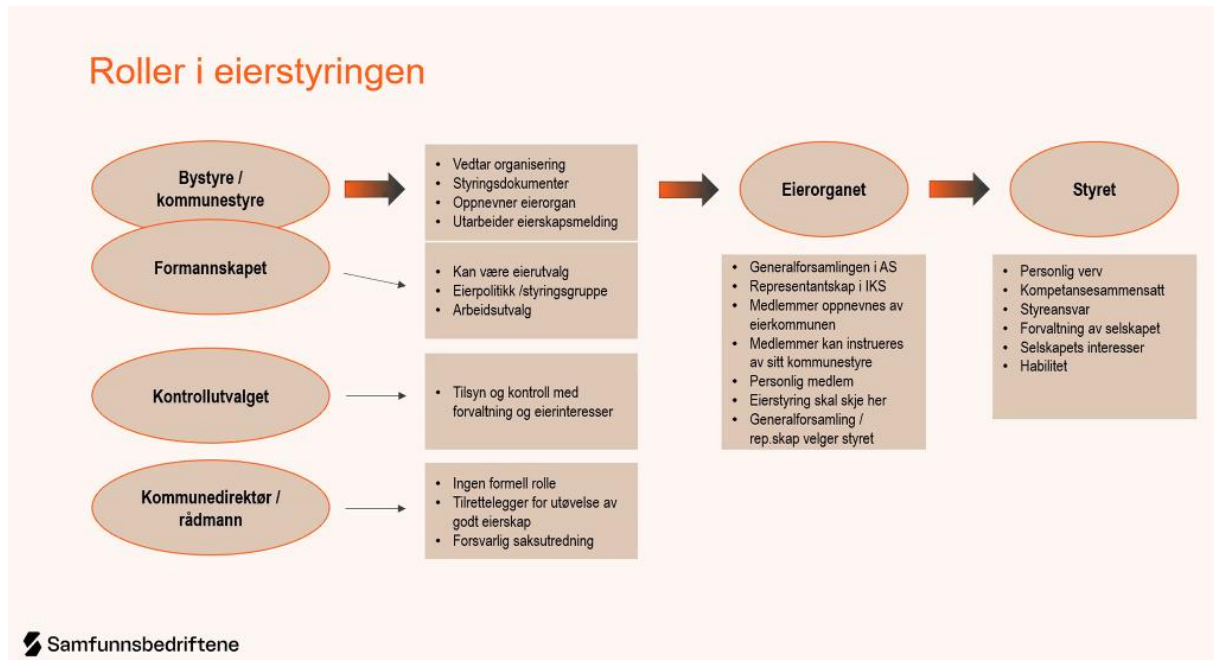 Roller i eierstyringen
Bystyre /
kommunestyre
• Vedtar organisering
• Styringsdokumenter
• Oppnevner eierorgan
• Utarbeider eierskapsmelding
Eierorganet
Styret
Formannskapet
• Kan være eierutvalg
• Eierpolitikk /styringsgruppe
• Arbeidsutvalg
• Generalforsamlingen i AS
• Representantskap i IKS
• Medlemmer oppnevnes av
eierkommunen
• Medlemmer kan instrueres
av sitt kommunestyre
• Personlig medlem
• Eierstyring skal skje her
• Generalforsamling /
rep.skap velger styret
• Personlig verv
• Kompetansesammensatt
• Styreansvar
• Forvaltning av selskapet
• Selskapets interesser
• Habilitet
Kontrollutvalget
• Tilsyn og kontroll med
forvaltning og eierinteresser
Kommunedirektør /
rådmann
• Ingen formell rolle
• Tilrettelegger for utøvelse av
godt eierskap
• Forsvarlig saksutredning
Samfunnsbedriftene